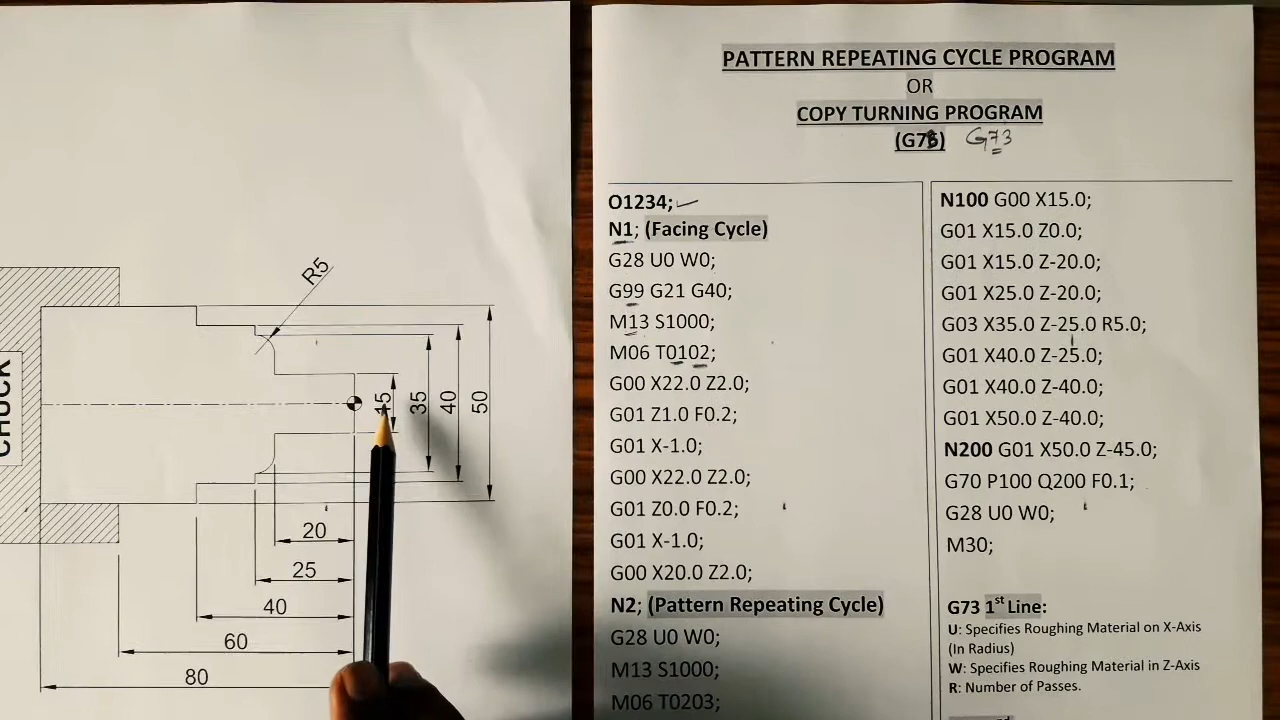 CHUCK
R5
15
35
40
50
20
25
40
60
80
PATTERN REPEATING CYCLE PROGRAM
OR
COPY TURNING PROGRAM
(G73) G73
O1234;
N1; (Facing Cycle)
G28 U0 W0;
G99 G21 G40;
M13 S1000;
M06 T0102;
G00 X22.0 Z2.0;
G01 Z1.0 F0.2;
G01 X-1.0;
G00 X22.0 Z2.0;
G01 Z0.0 F0.2;
G01 X-1.0;
G00 X20.0 Z2.0;
N2; (Pattern Repeating Cycle)
G28 U0 W0;
M13 S1000;
M06 T0203;
N100 G00 X15.0;
G01 X15.0 Z0.0;
G01 X15.0 Z-20.0;
G01 X25.0 Z-20.0;
G03 X35.0 Z-25.0 R5.0;
G01 X40.0 Z-25.0;
G01 X40.0 Z-40.0;
G01 X50.0 Z-40.0;
N200 G01 X50.0 Z-45.0;
G70 P100 Q200 F0.1;
G28 U0 W0;
M30;
G73 1st Line:
U: Specifies Roughing Material on X-Axis
(In Radius)
W: Specifies Roughing Material in Z-Axis
R: Number of Passes.